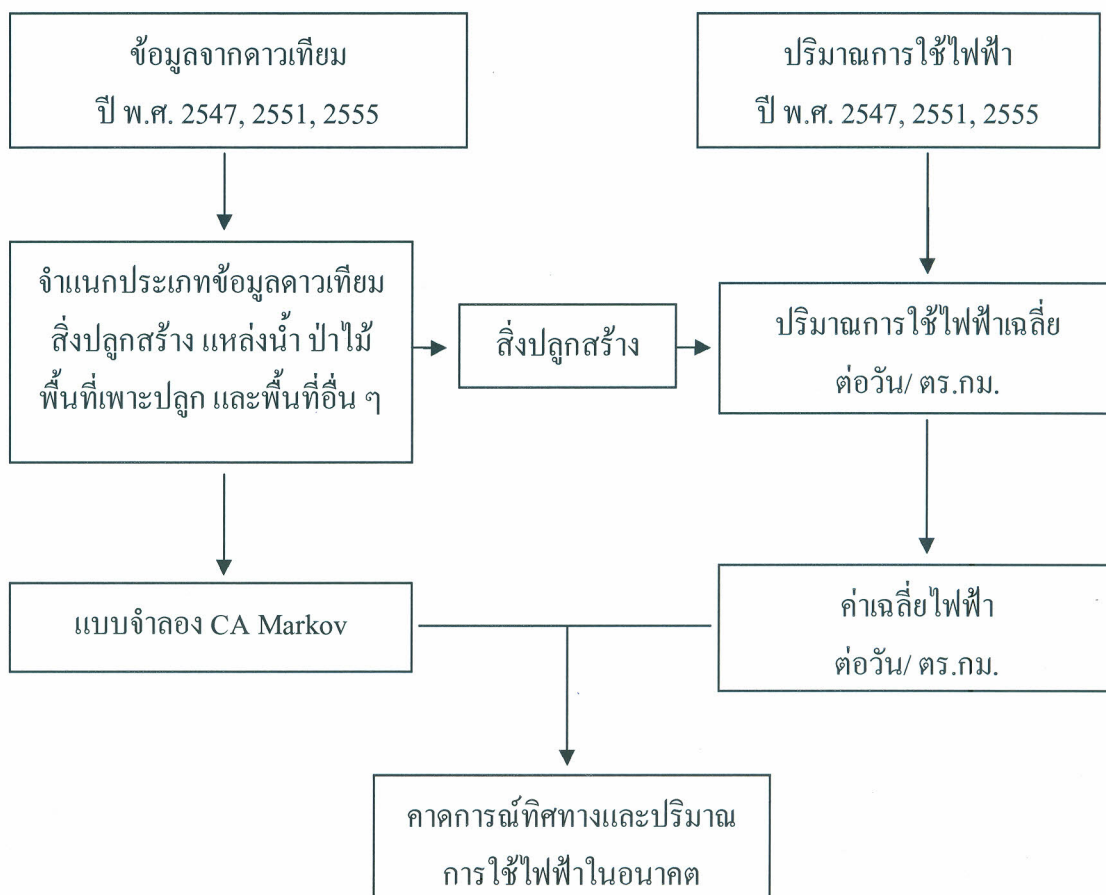 ข้อมูลจากดาวเทียม
ปี พ.ศ. 2547, 2551, 2555
ปริมาณการใช้ไฟฟ้า
ปี พ.ศ. 2547, 2551, 2555
จำแนกประเภทข้อมูลดาวเทียม
สิ่งปลูกสร้าง แหล่งน้ำ ป่าไม้
พื้นที่เพาะปลูก และพื้นที่อื่น ๆ
สิ่งปลูกสร้าง
ปริมาณการใช้ไฟฟ้าเฉลี่ย
ต่อวัน/ ตร.กม.
แบบจำลอง CA Markov
ค่าเฉลี่ยไฟฟ้า
ต่อวัน/ ตร.กม.
คาดการณ์ทิศทางและปริมาณ
การใช้ไฟฟ้าในอนาคต